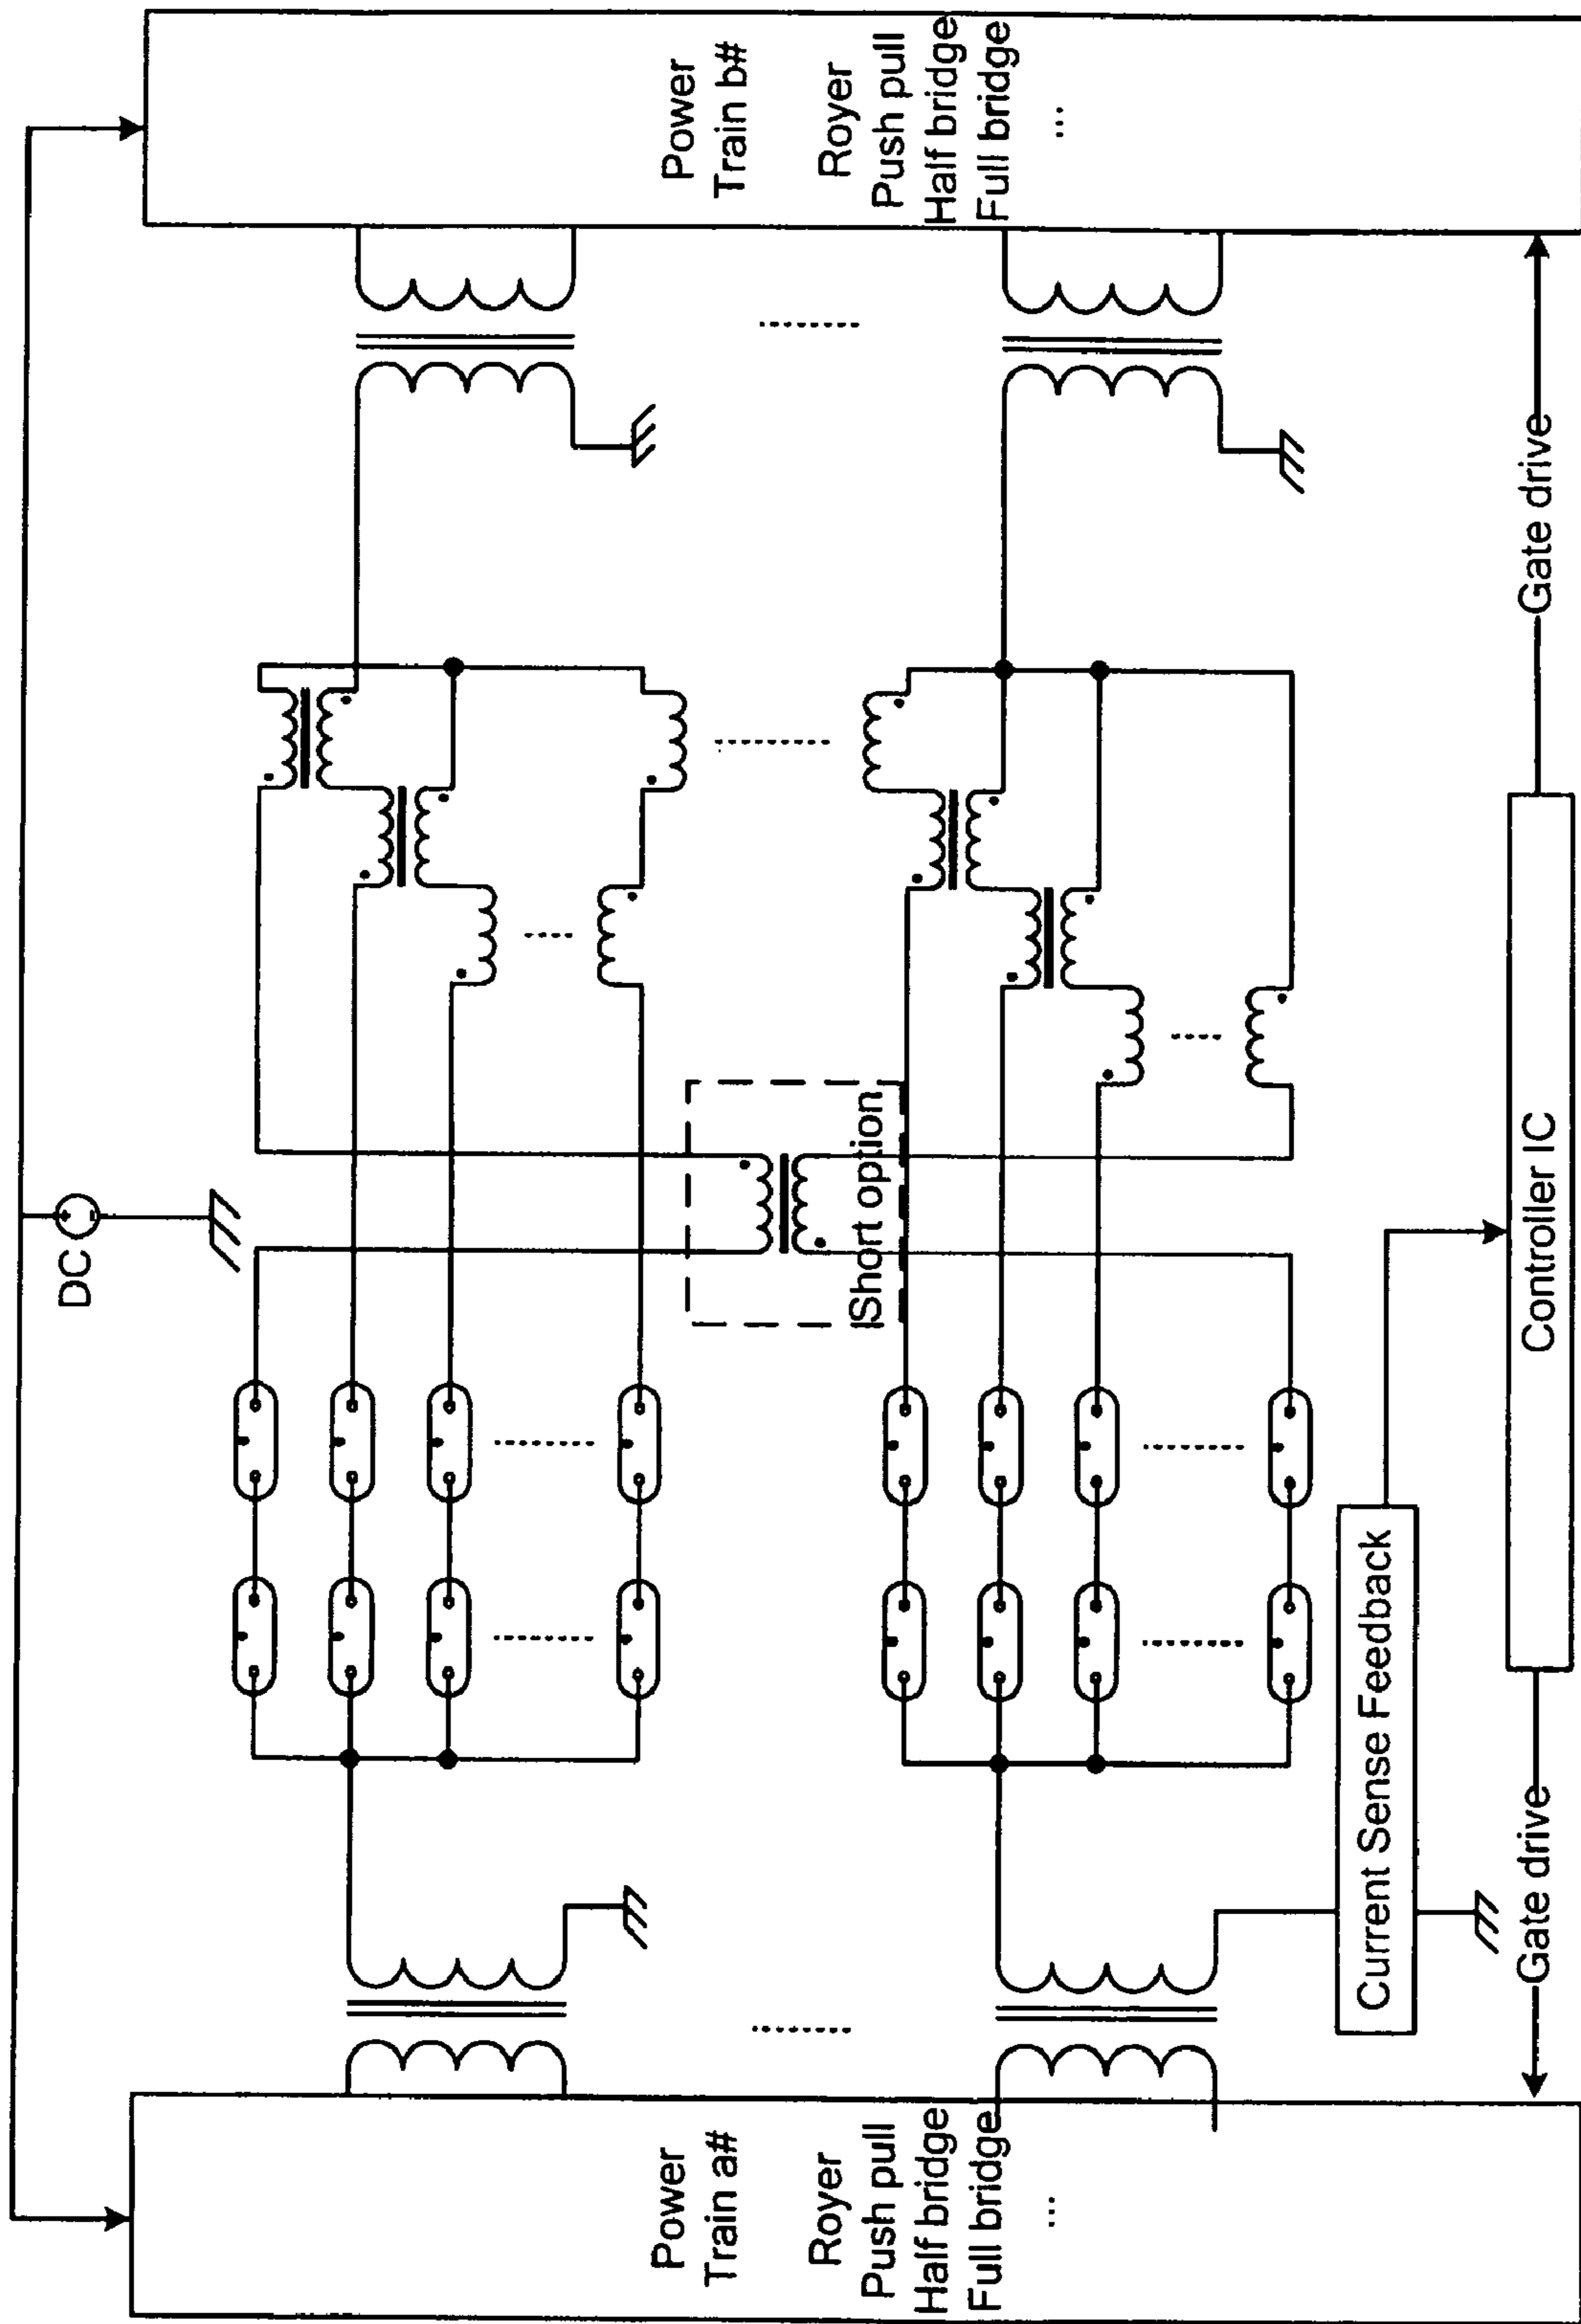 DC
Power
Train a#
Royer
Push pull
Half bridge
Full bridge
...
Power
Train b#
Royer
Push pull
Half bridge
Full bridge
...
Short option
Current Sense Feedback
Gate drive
Controller IC
Gate drive